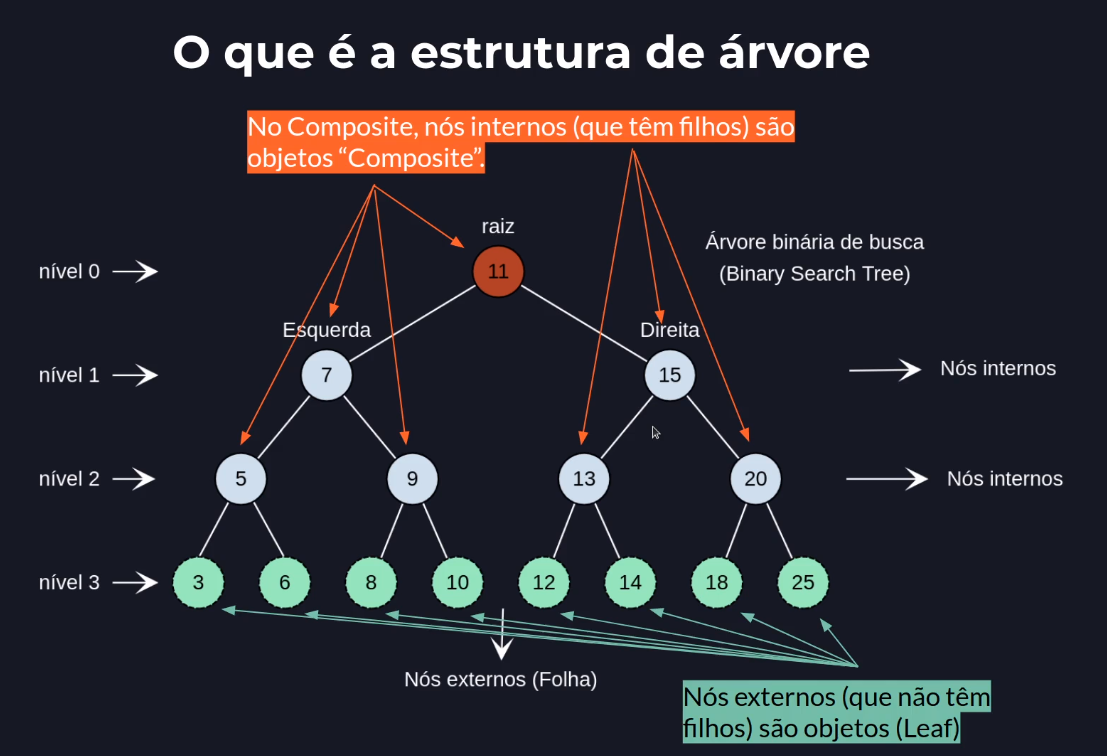 O que é a estrutura de árvore
No Composite, nós internos (que têm filhos) são
objetos “Composite”.
raiz
Árvore binária de busca
(Binary Search Tree)
nível 0
11
Esquerda
Direita
nível 1
7
15
Nós internos
nível 2
5
9
13
20
Nós internos
nível 3
3
6
8
10
12
14
18
25
Nós externos (Folha)
Nós externos (que não têm
filhos) são objetos (Leaf)